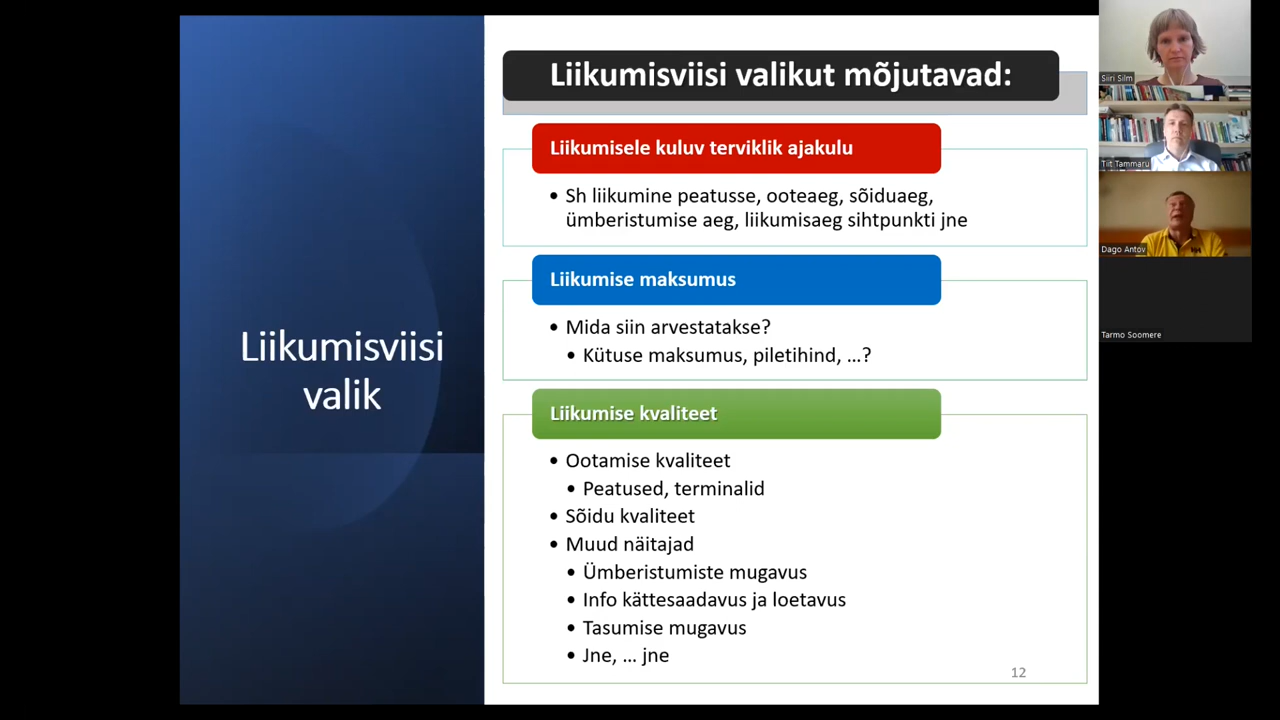 Liikumisviisi
valik
Liikumisviisi valikut mõjutavad:
Liikumisele kuluv terviklik ajakulu
• Sh liikumine peatusse, ooteaeg, sõiduaeg,
ümberistumise aeg, liikumisaeg sihtpunkti jne
Liikumise maksumus
• Mida siin arvestatakse?
• Kütuse maksumus, piletihind, …?
Liikumise kvaliteet
• Ootamise kvaliteet
• Peatused, terminalid
• Sõidu kvaliteet
• Muud näitajad
• Ümberistumiste mugavus
• Info kättesaadavus ja loetavus
• Tasumise mugavus
• Jne, … jne
12
Siiri Silm
Tiit Tammaru
Dago Antov
Tarmo Soomere